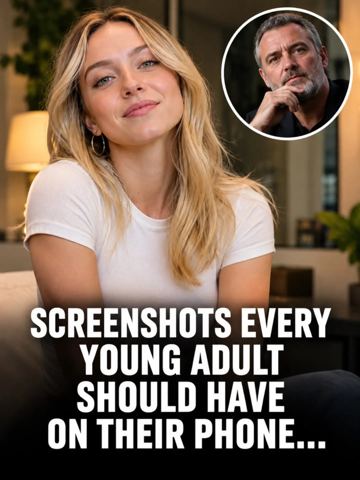 SCREENSHOTS EVERY
YOUNG ADULT
SHOULD HAVE
ON THEIR PHONE...